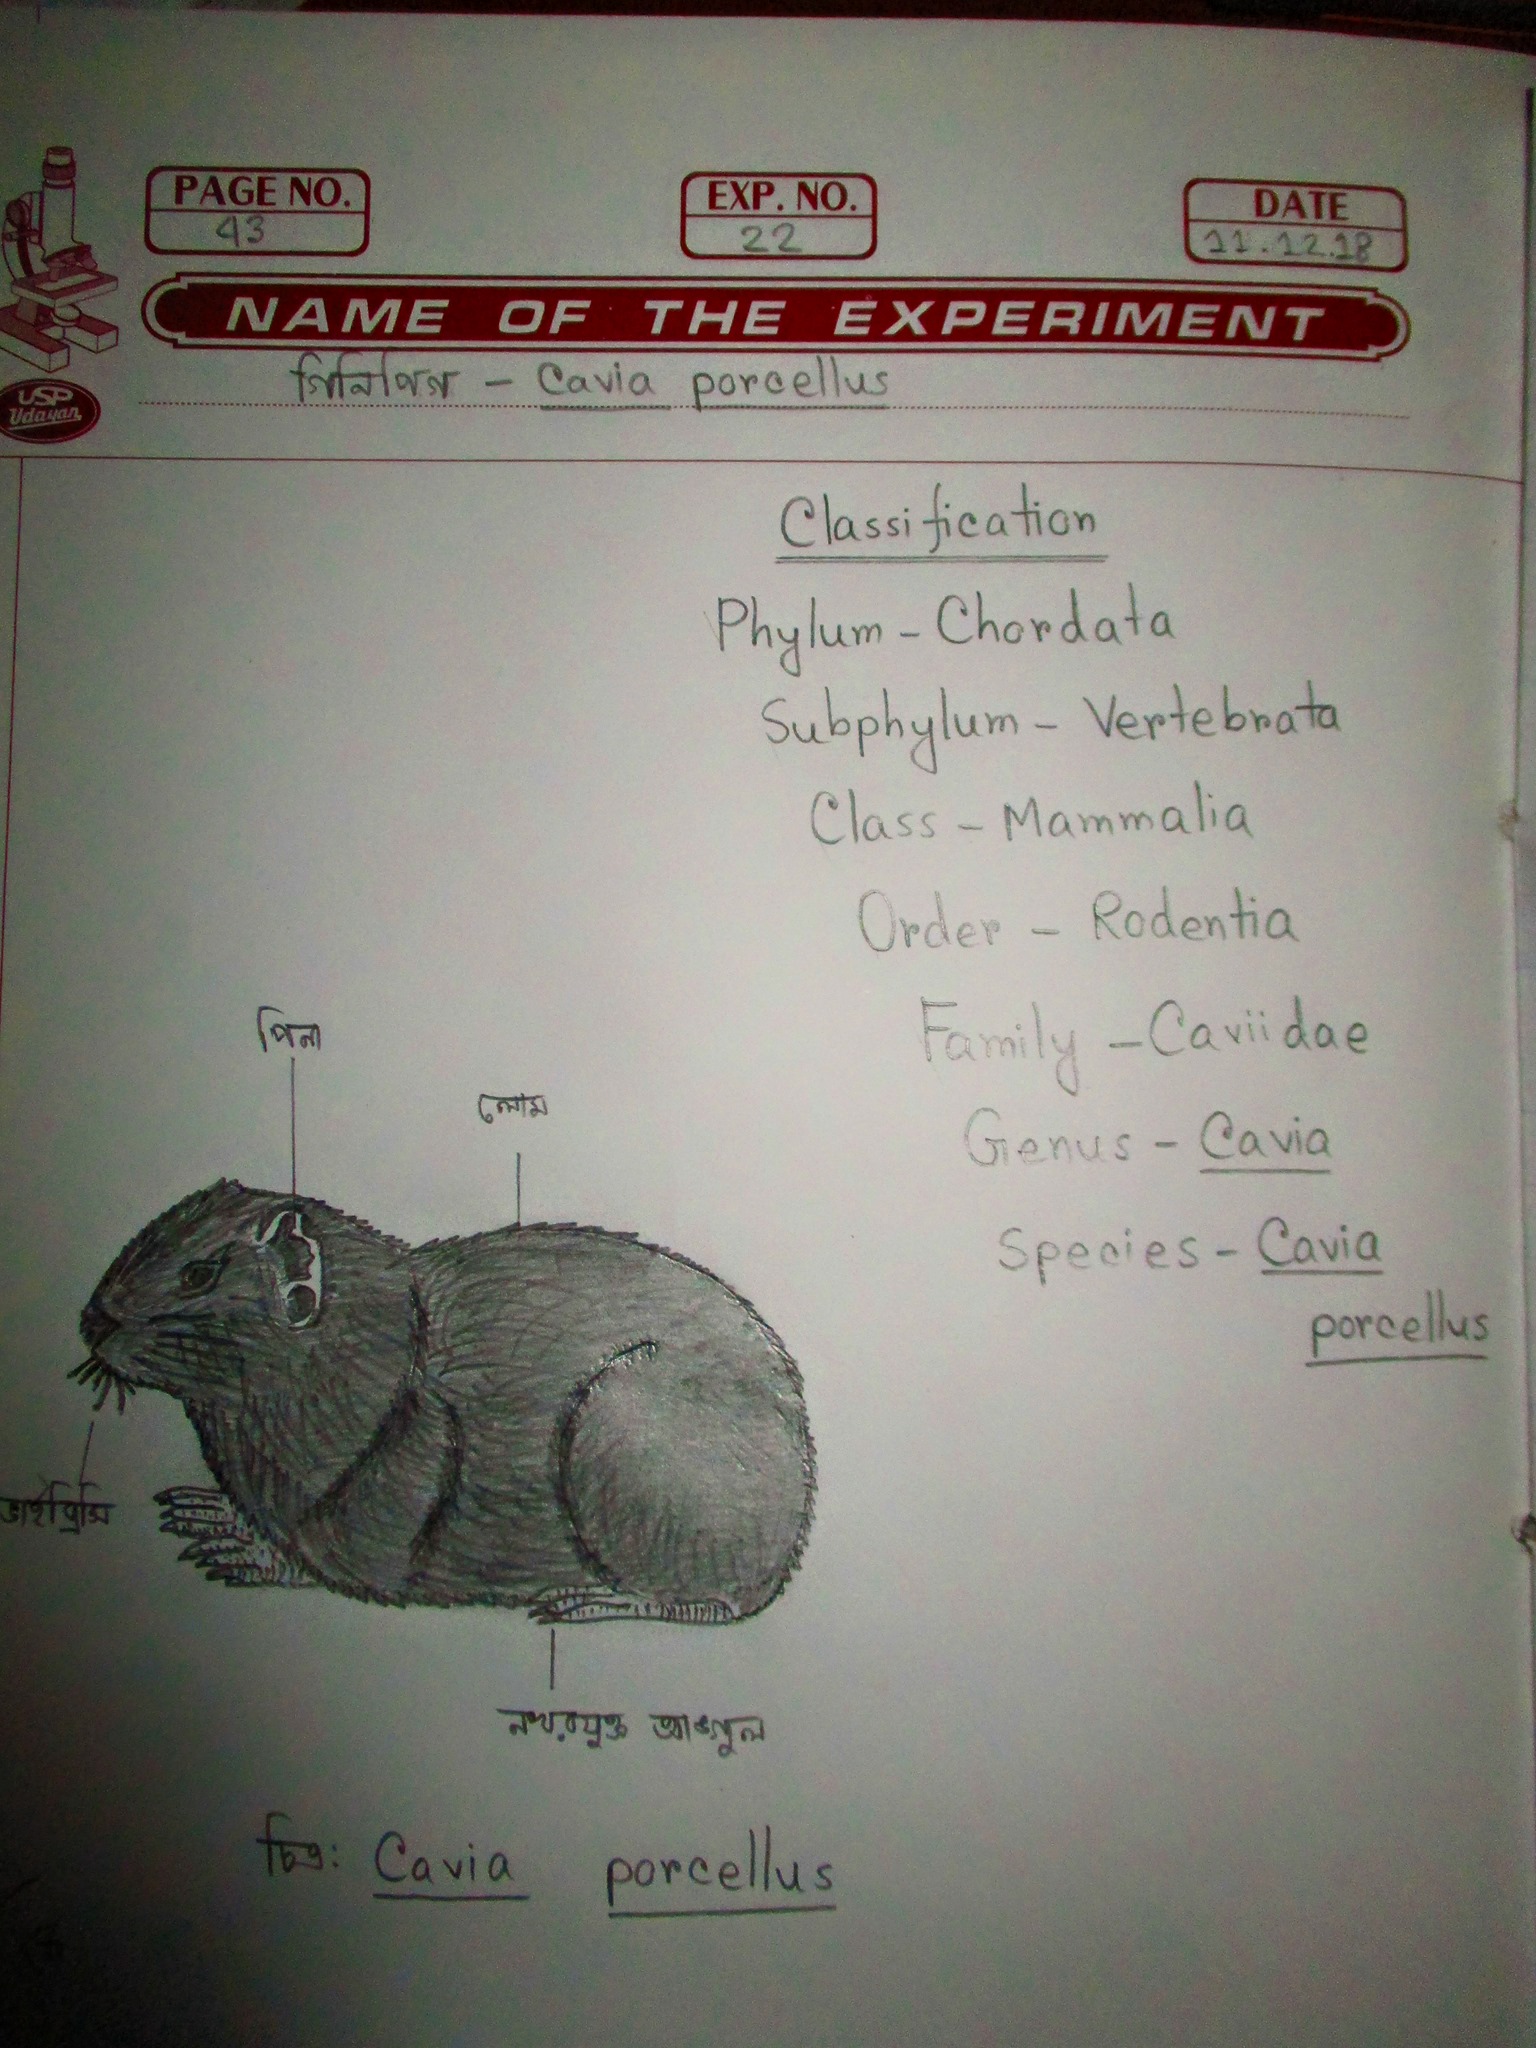 PAGE NO.
43
EXP. NO.
22
DATE
11.12.18
NAME OF THE EXPERIMENT
গিনিপিগ - Cavia porcellus
USP
Udayan
Classification
Phylum - Chordata
Subphylum - Vertebrata
Class - Mammalia
Order - Rodentia
Family - Caviidae
Genus - Cavia
Species - Cavia
porcellus
পিনা
লোম
ভাইব্রিসি
নখরযুক্ত আঙ্গুল
চিত্র: Cavia porcellus